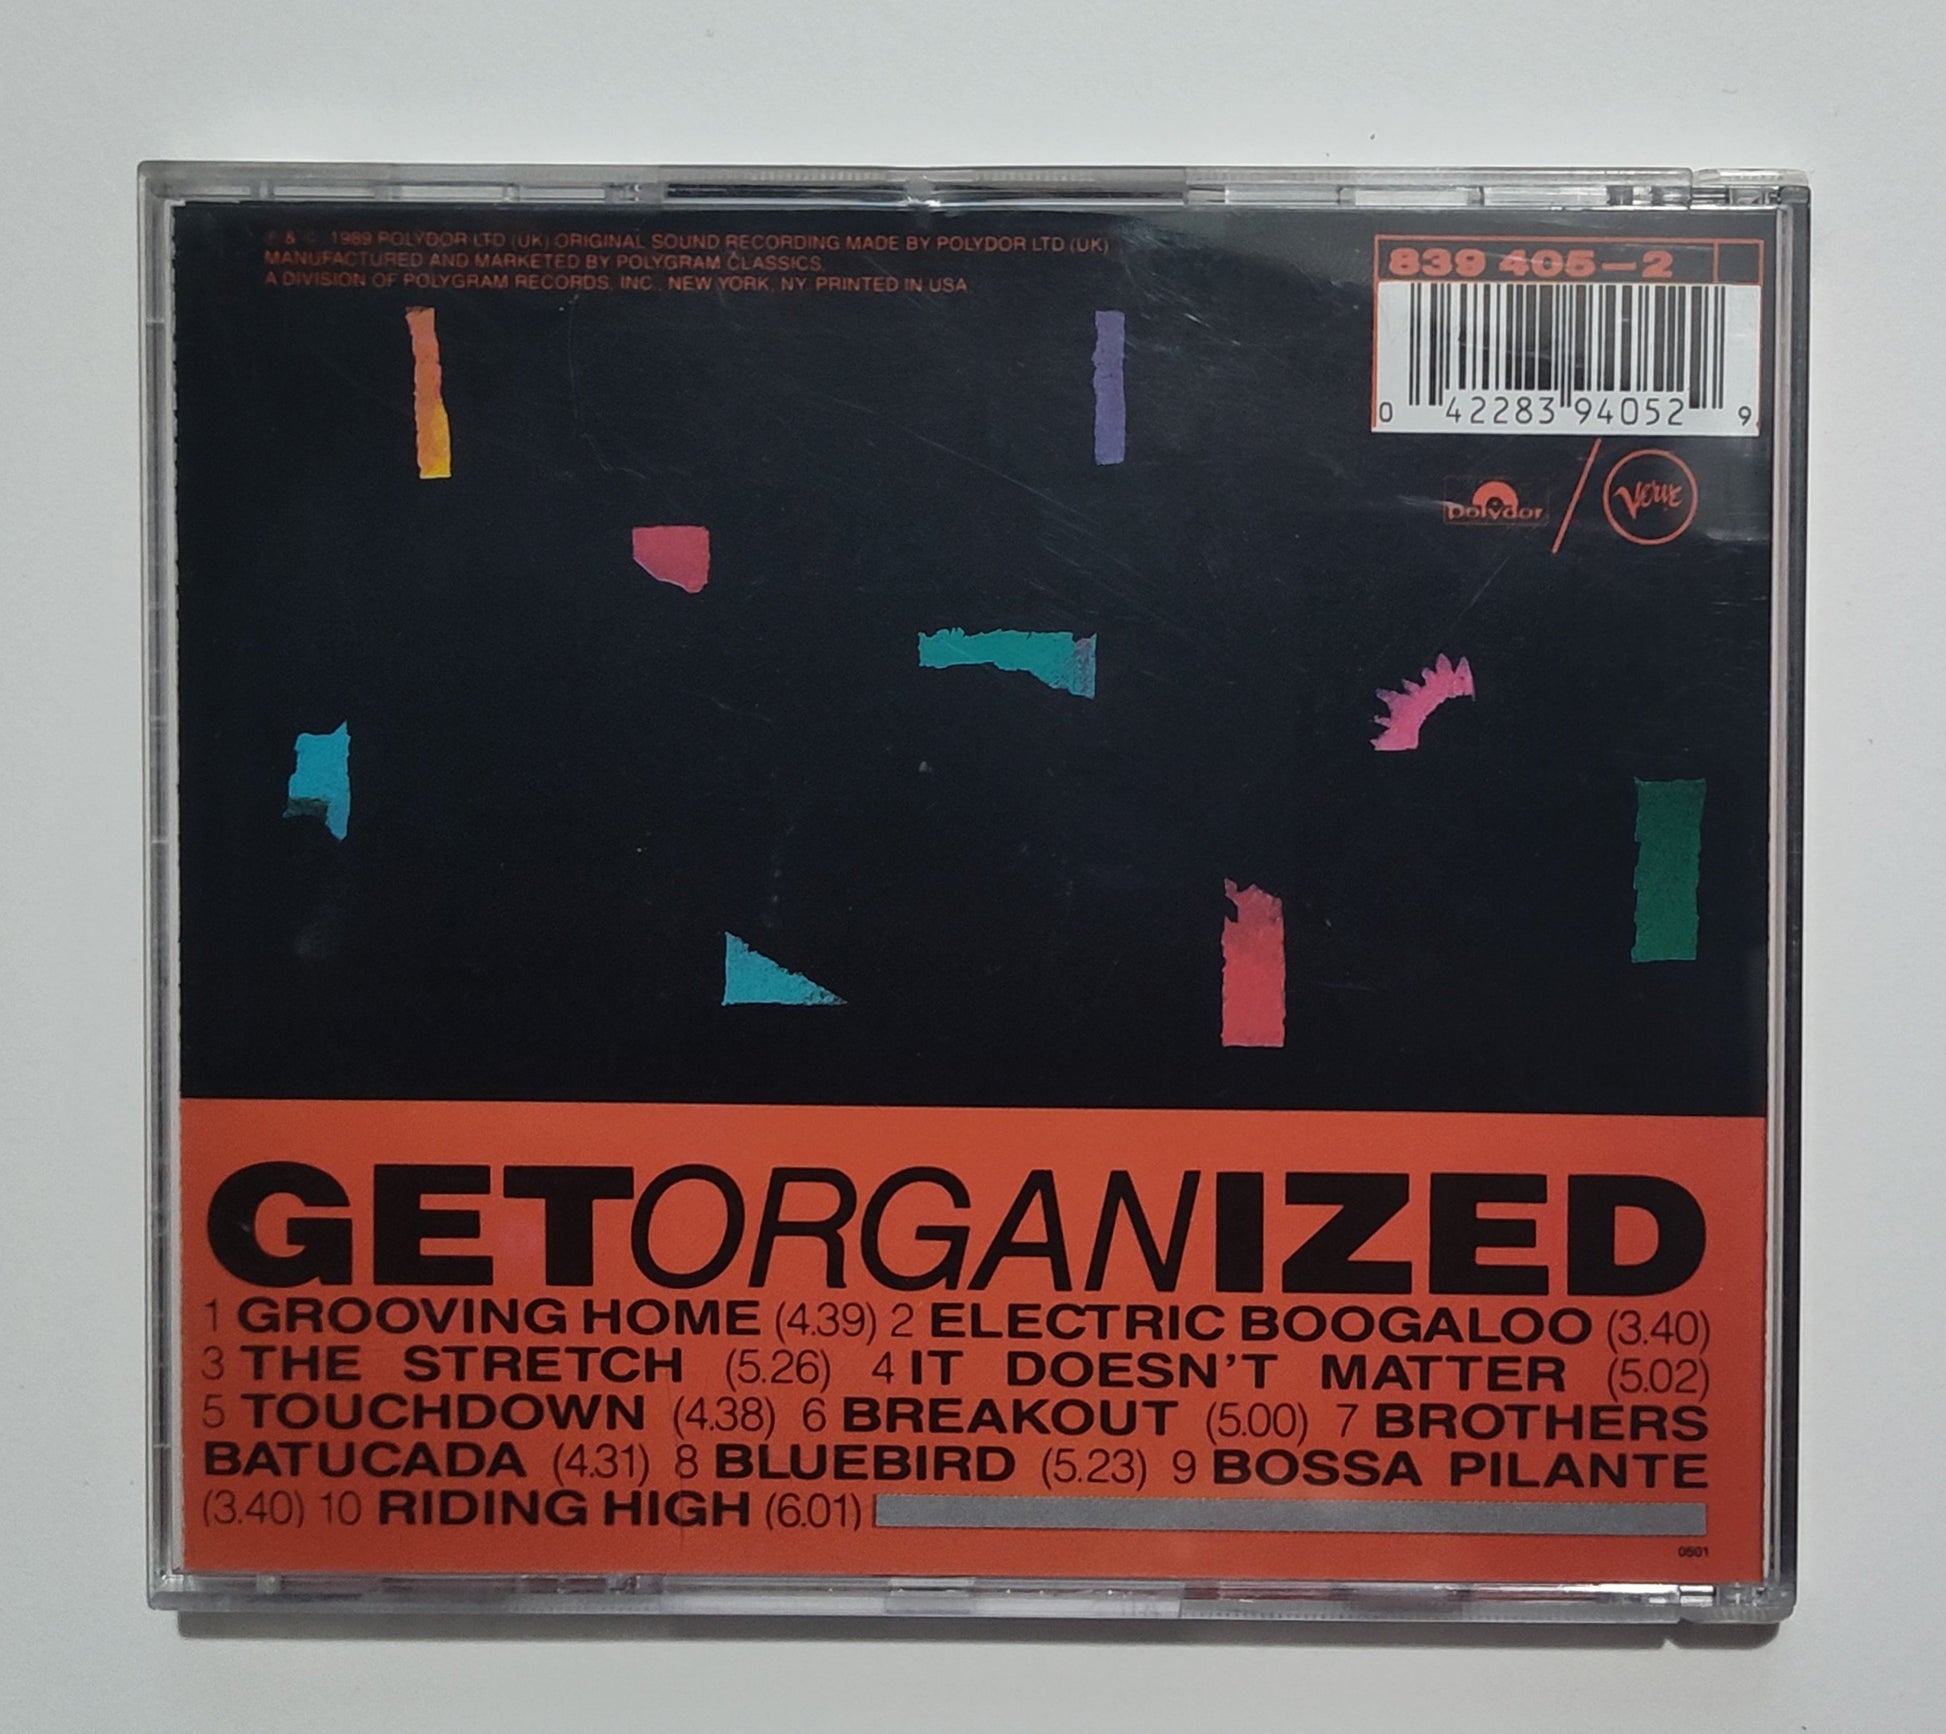 ℗ & © 1989 POLYDOR LTD (UK) ORIGINAL SOUND RECORDING MADE BY POLYDOR LTD (UK)
MANUFACTURED AND MARKETED BY POLYGRAM CLASSICS,
A DIVISION OF POLYGRAM RECORDS, INC., NEW YORK, NY. PRINTED IN USA
839 405-2
0 42283 94052 9
polydor / Verve
GETORGANIZED
1 GROOVING HOME (4.39) 2 ELECTRIC BOOGALOO (3.40)
3 THE STRETCH (5.26) 4 IT DOESN'T MATTER (5.02)
5 TOUCHDOWN (4.38) 6 BREAKOUT (5.00) 7 BROTHERS
BATUCADA (4.31) 8 BLUEBIRD (5.23) 9 BOSSA PILANTE
(3.40) 10 RIDING HIGH (6.01)
0501